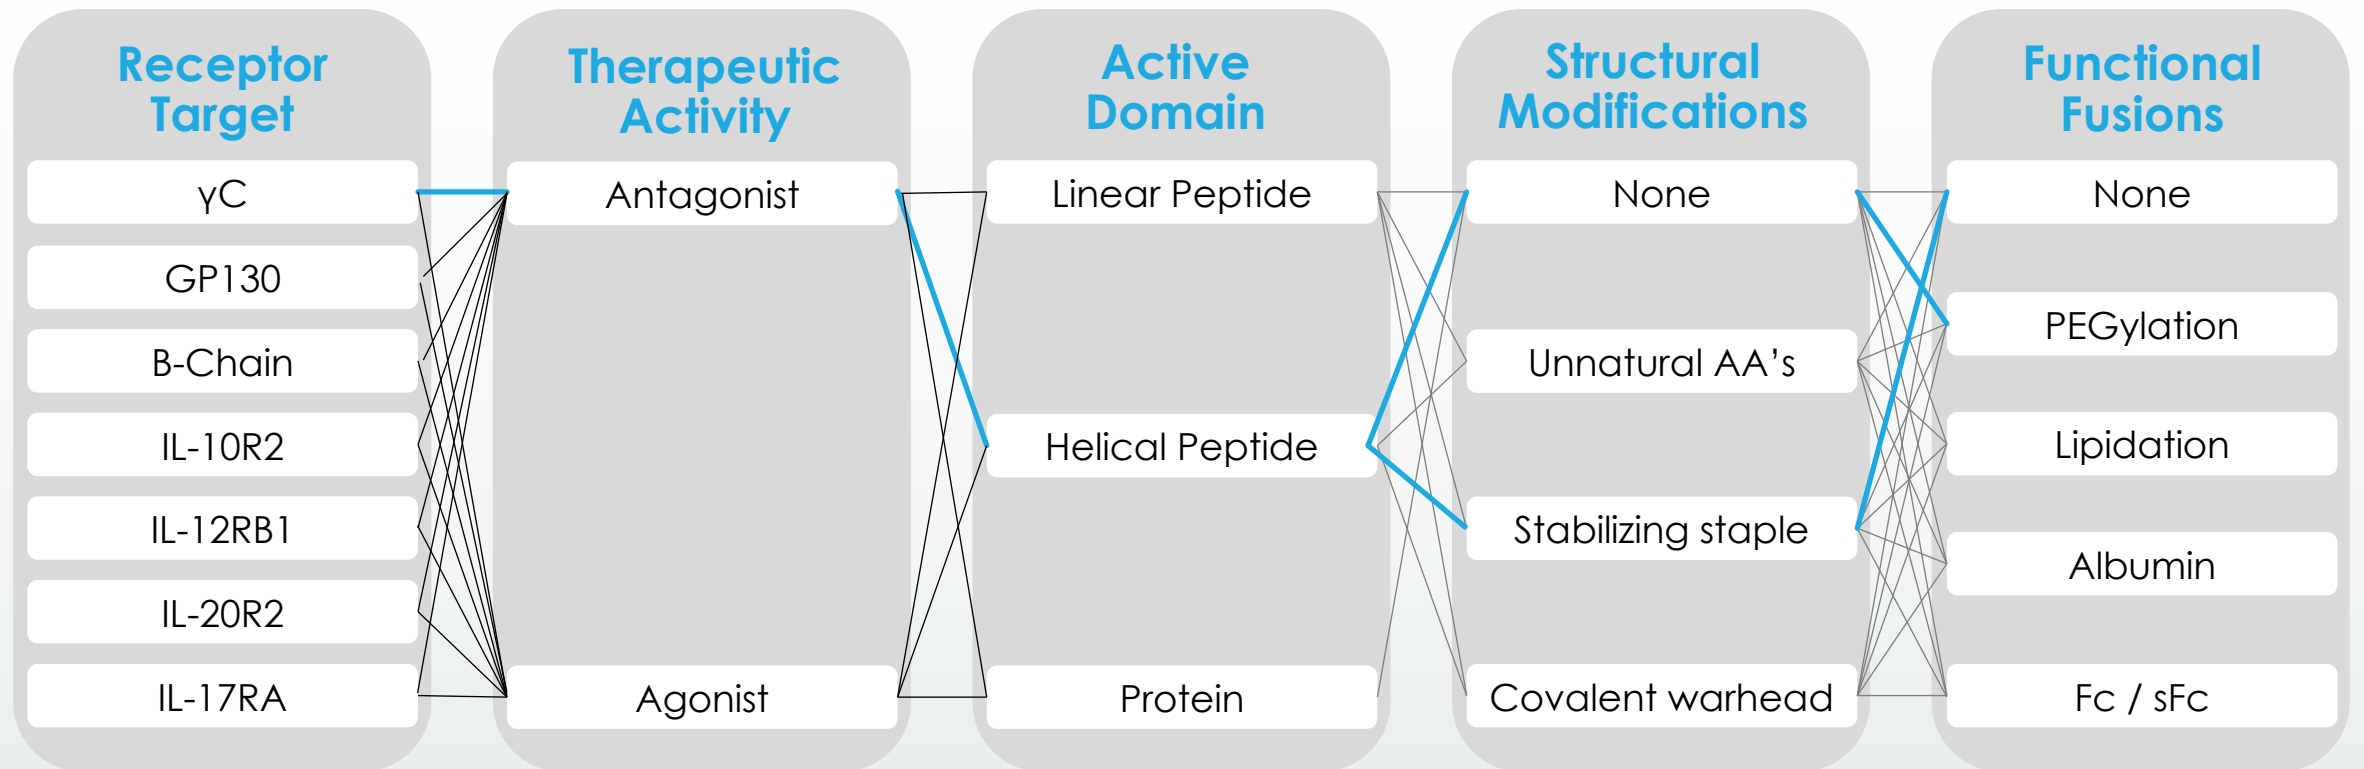 Receptor
Target
γC
GP130
B-Chain
IL-10R2
IL-12RB1
IL-20R2
IL-17RA
Therapeutic
Activity
Antagonist
Agonist
Active
Domain
Linear Peptide
Helical Peptide
Protein
Structural
Modifications
None
Unnatural AA’s
Stabilizing staple
Covalent warhead
Functional
Fusions
None
PEGylation
Lipidation
Albumin
Fc / sFc